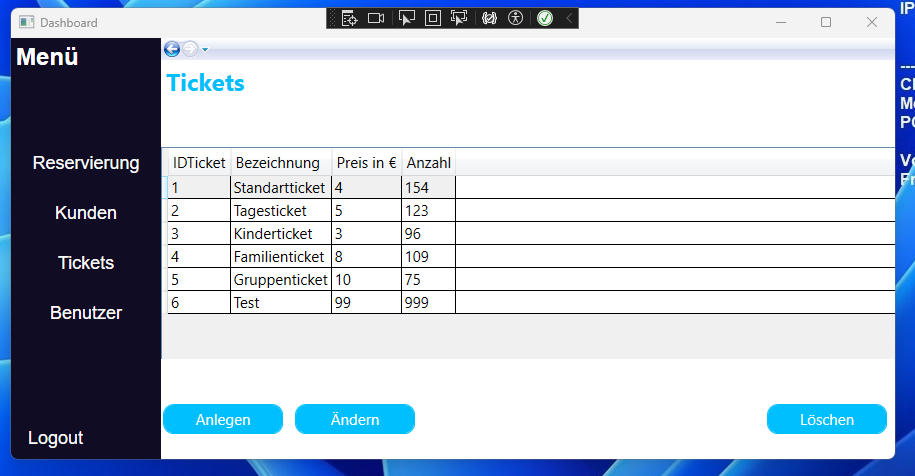 Dashboard
Menü
Tickets
Reservierung
Kunden
Tickets
Benutzer
Logout
IDTicket Bezeichnung Preis in € Anzahl
1 Standartticket 4 154
2 Tagesticket 5 123
3 Kinderticket 3 96
4 Familienticket 8 109
5 Gruppenticket 10 75
6 Test 99 999
Anlegen Ändern Löschen
IP
---